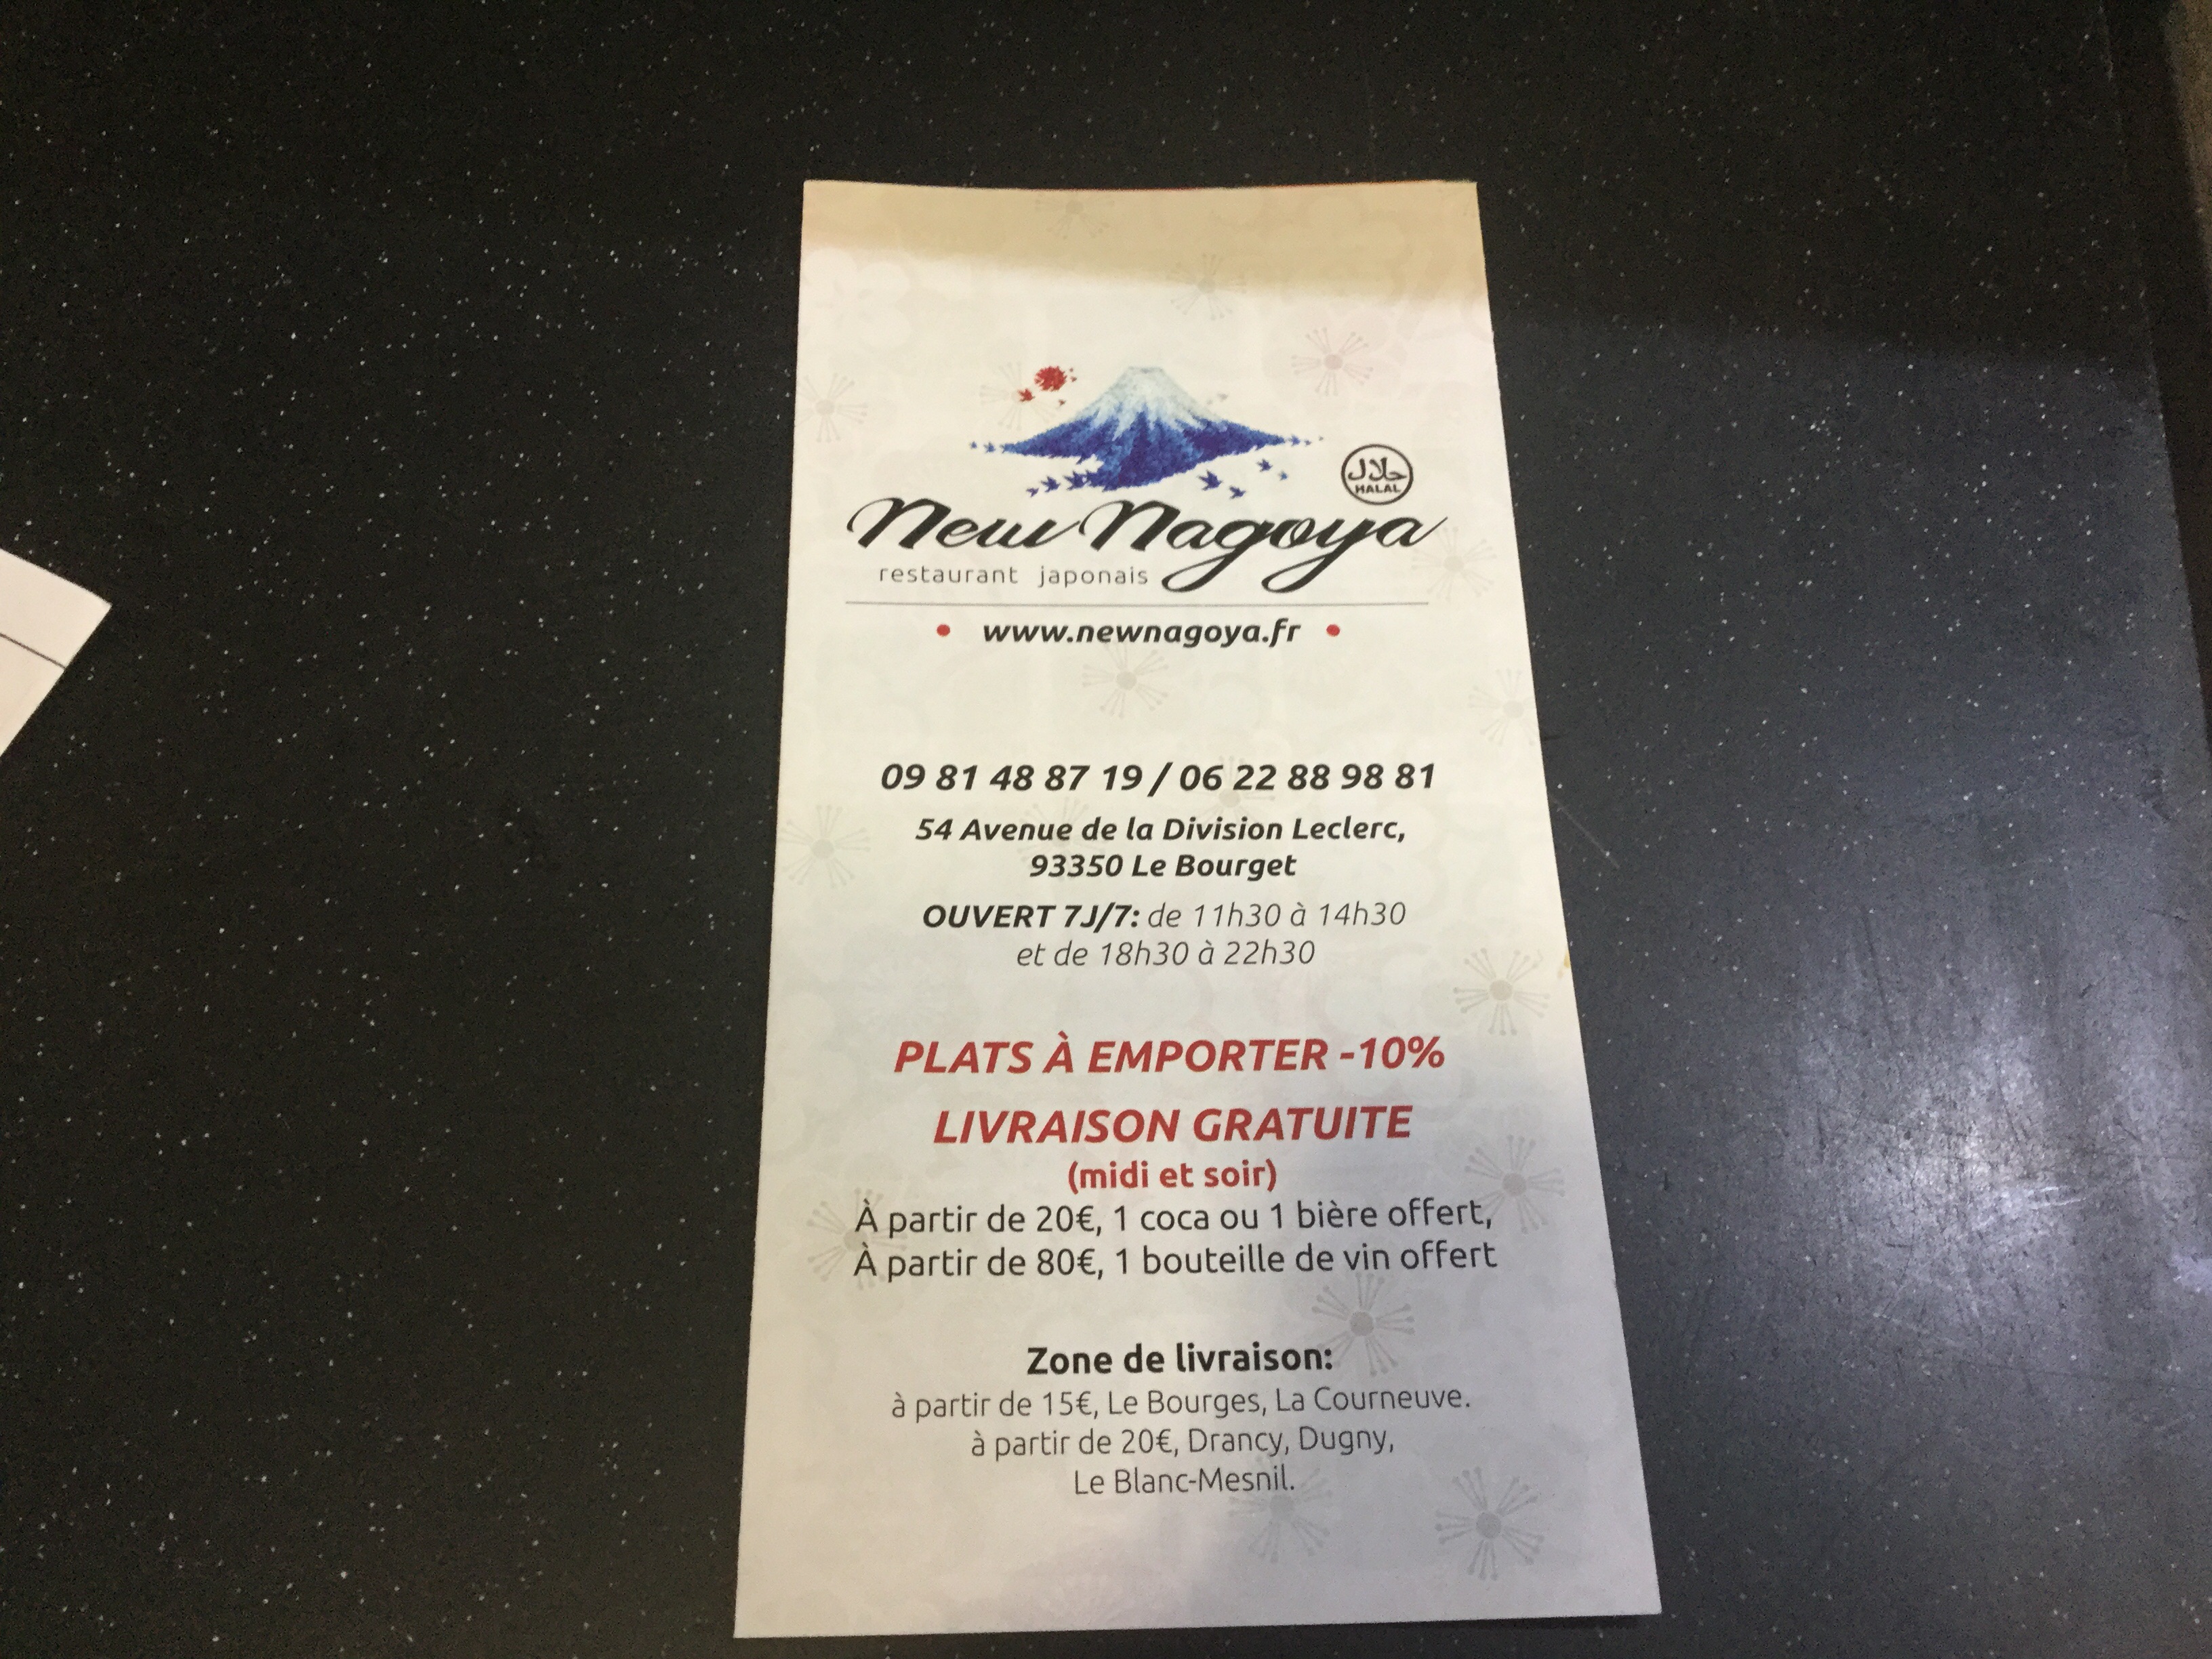 حلال
HALAL
New Nagoya
restaurant japonais
• www.newnagoya.fr •
09 81 48 87 19 / 06 22 88 98 81
54 Avenue de la Division Leclerc,
93350 Le Bourget
OUVERT 7J/7: de 11h30 à 14h30
et de 18h30 à 22h30
PLATS À EMPORTER -10%
LIVRAISON GRATUITE
(midi et soir)
À partir de 20€, 1 coca ou 1 bière offert,
À partir de 80€, 1 bouteille de vin offert
Zone de livraison:
à partir de 15€, Le Bourges, La Courneuve.
à partir de 20€, Drancy, Dugny,
Le Blanc-Mesnil.